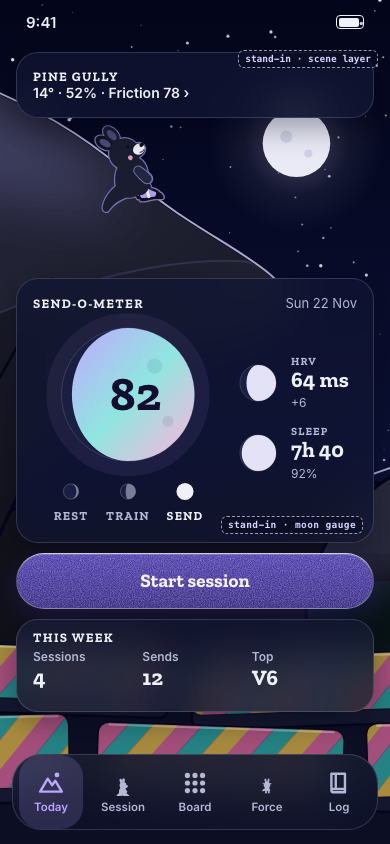 9:41
stand-in · scene layer
PINE GULLY
14° · 52% · Friction 78 ›
SEND-O-METER
Sun 22 Nov
82
HRV
64 ms
+6
SLEEP
7h 40
92%
REST
TRAIN
SEND
stand-in · moon gauge
Start session
THIS WEEK
Sessions
Sends
Top
4
12
V6
Today
Session
Board
Force
Log